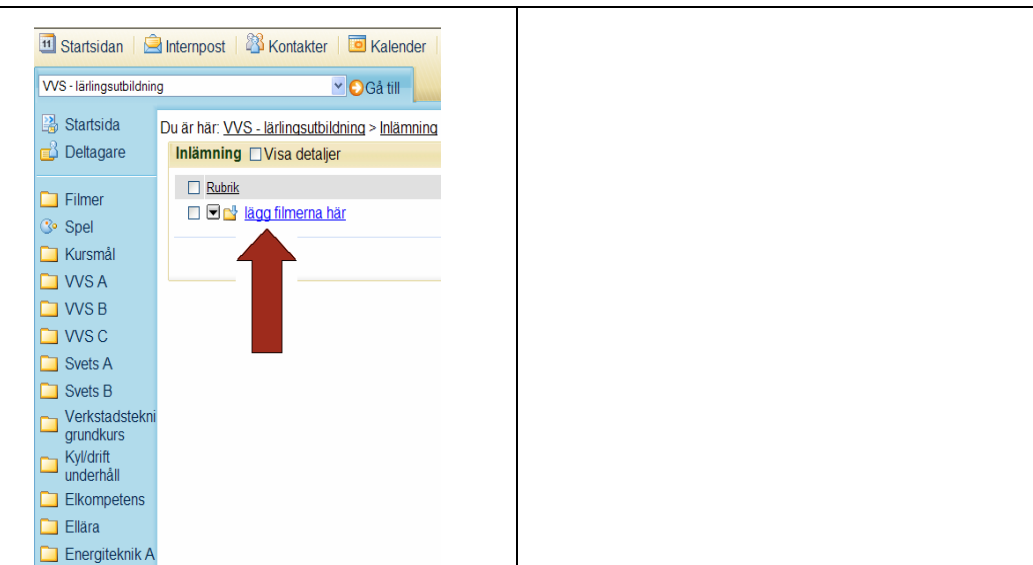 11 Startsidan Internpost Kontakter Kalender
VVS - lärlingsutbildning Gå till
Startsida
Deltagare
Du är här: VVS - lärlingsutbildning > Inlämning
Inlämning Visa detaljer
Rubrik
lägg filmerna här
Filmer
Spel
Kursmål
VVS A
VVS B
VVS C
Svets A
Svets B
Verkstadstekni
grundkurs
Kyl/drift
underhåll
Elkompetens
Ellära
Energiteknik A